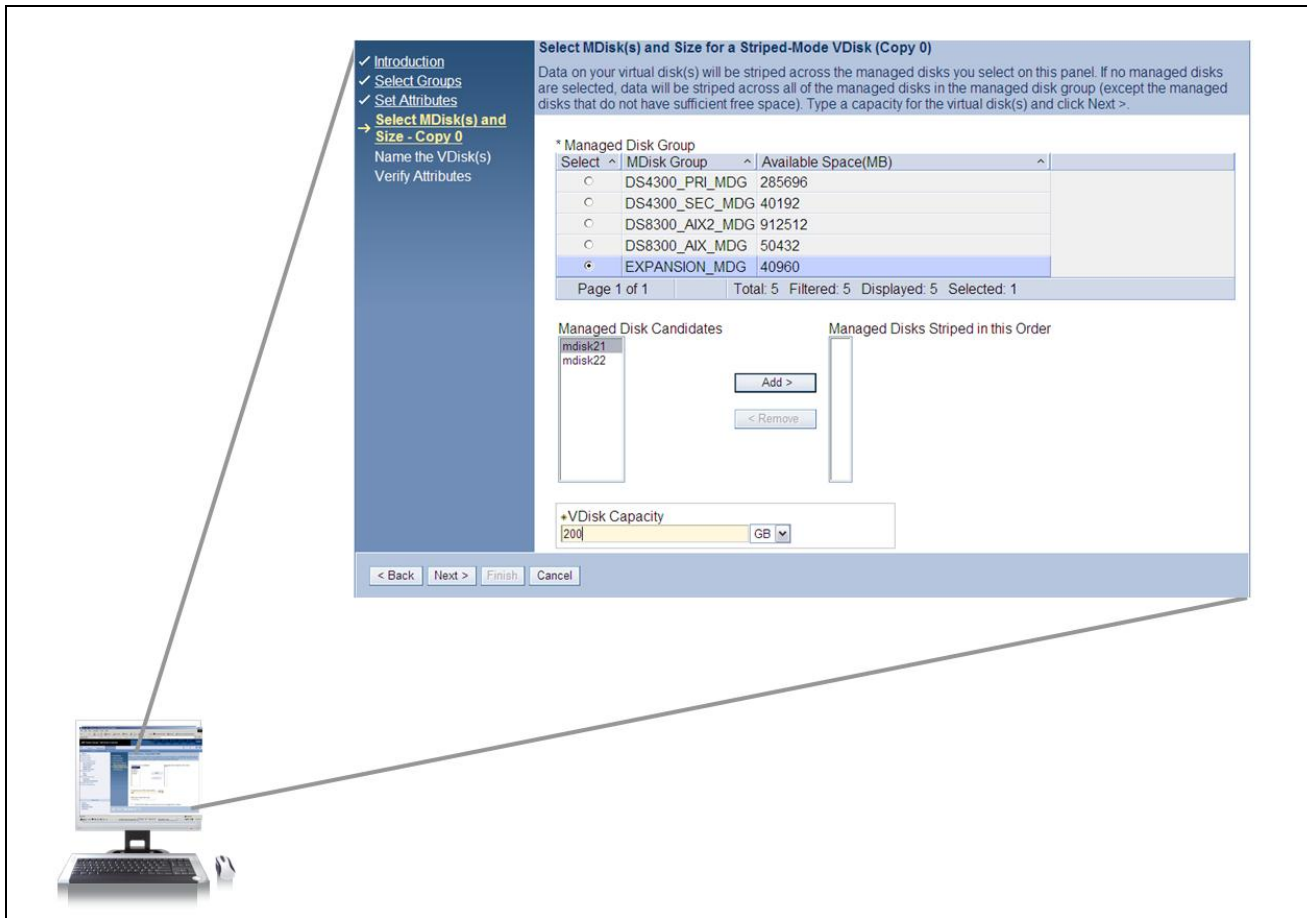 ✓ Introduction
✓ Select Groups
✓ Set Attributes
→ Select MDisk(s) and
Size - Copy 0
Name the VDisk(s)
Verify Attributes
Select MDisk(s) and Size for a Striped-Mode VDisk (Copy 0)
Data on your virtual disk(s) will be striped across the managed disks you select on this panel. If no managed disks
are selected, data will be striped across all of the managed disks in the managed disk group (except the managed
disks that do not have sufficient free space). Type a capacity for the virtual disk(s) and click Next >.
* Managed Disk Group
Select ^ MDisk Group ^ Available Space(MB) ^
DS4300_PRI_MDG 285696
DS4300_SEC_MDG 40192
DS8300_AIX2_MDG 912512
DS8300_AIX_MDG 50432
EXPANSION_MDG 40960
Page 1 of 1 Total: 5 Filtered: 5 Displayed: 5 Selected: 1
Managed Disk Candidates Managed Disks Striped in this Order
mdisk21
mdisk22
Add >
< Remove
*VDisk Capacity
200 GB
< Back Next > Finish Cancel